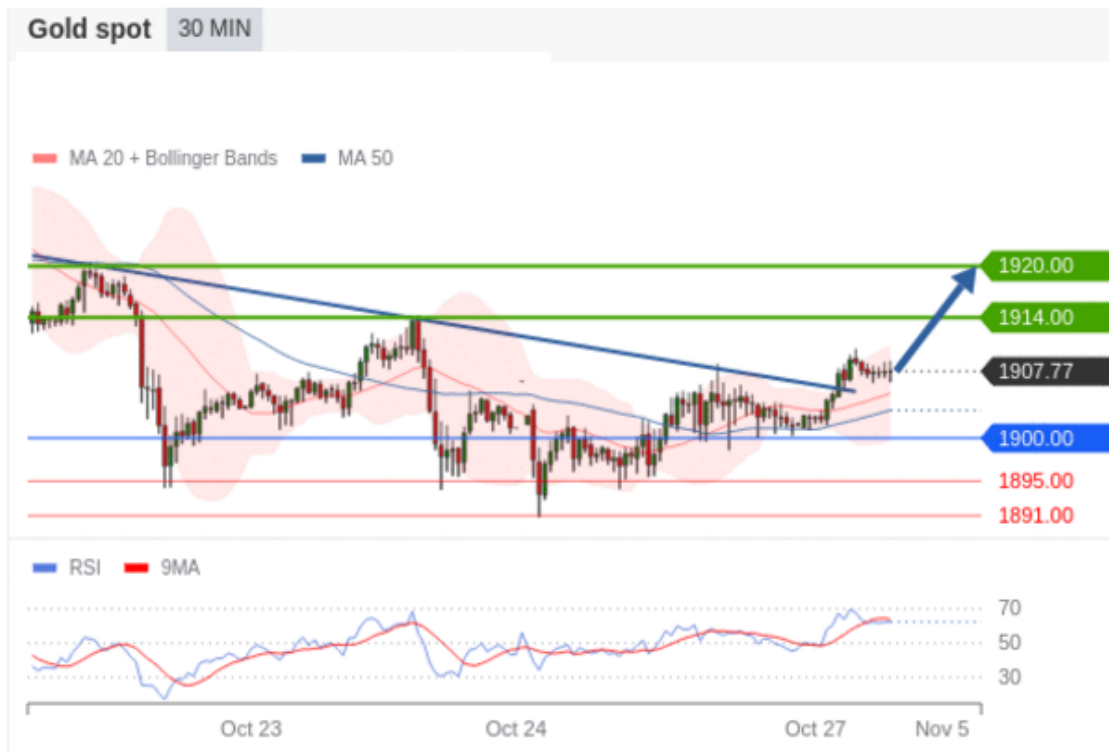 Gold spot 30 MIN
MA 20 + Bollinger Bands MA 50
1920.00
1914.00
1907.77
1900.00
1895.00
1891.00
RSI 9MA
70
50
30
Oct 23 Oct 24 Oct 27 Nov 5